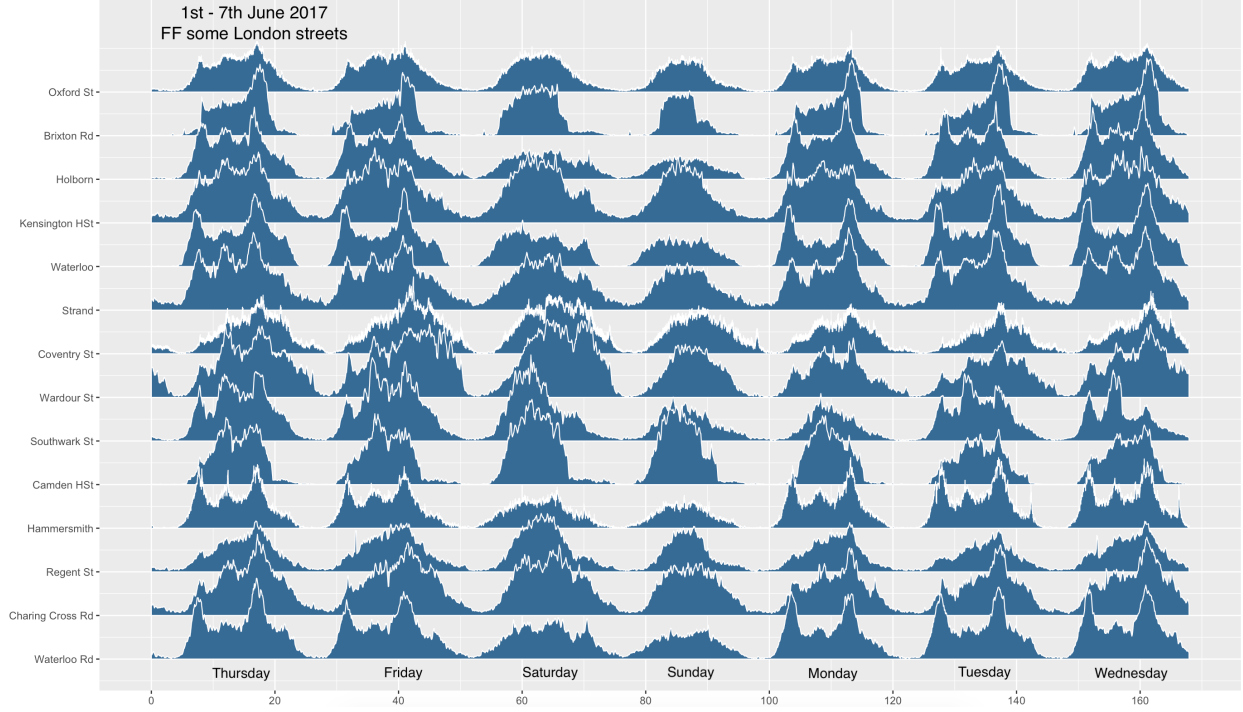 1st - 7th June 2017
FF some London streets
Oxford St
Brixton Rd
Holborn
Kensington HSt
Waterloo
Strand
Coventry St
Wardour St
Southwark St
Camden HSt
Hammersmith
Regent St
Charing Cross Rd
Waterloo Rd
Thursday Friday Saturday Sunday Monday Tuesday Wednesday
0 20 40 60 80 100 120 140 160